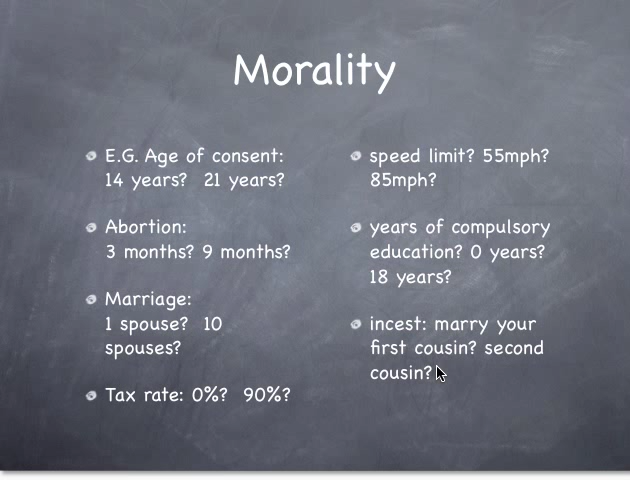 Morality
E.G. Age of consent:
14 years? 21 years?
Abortion:
3 months? 9 months?
Marriage:
1 spouse? 10
spouses?
Tax rate: 0%? 90%?
speed limit? 55mph?
85mph?
years of compulsory
education? 0 years?
18 years?
incest: marry your
first cousin? second
cousin?